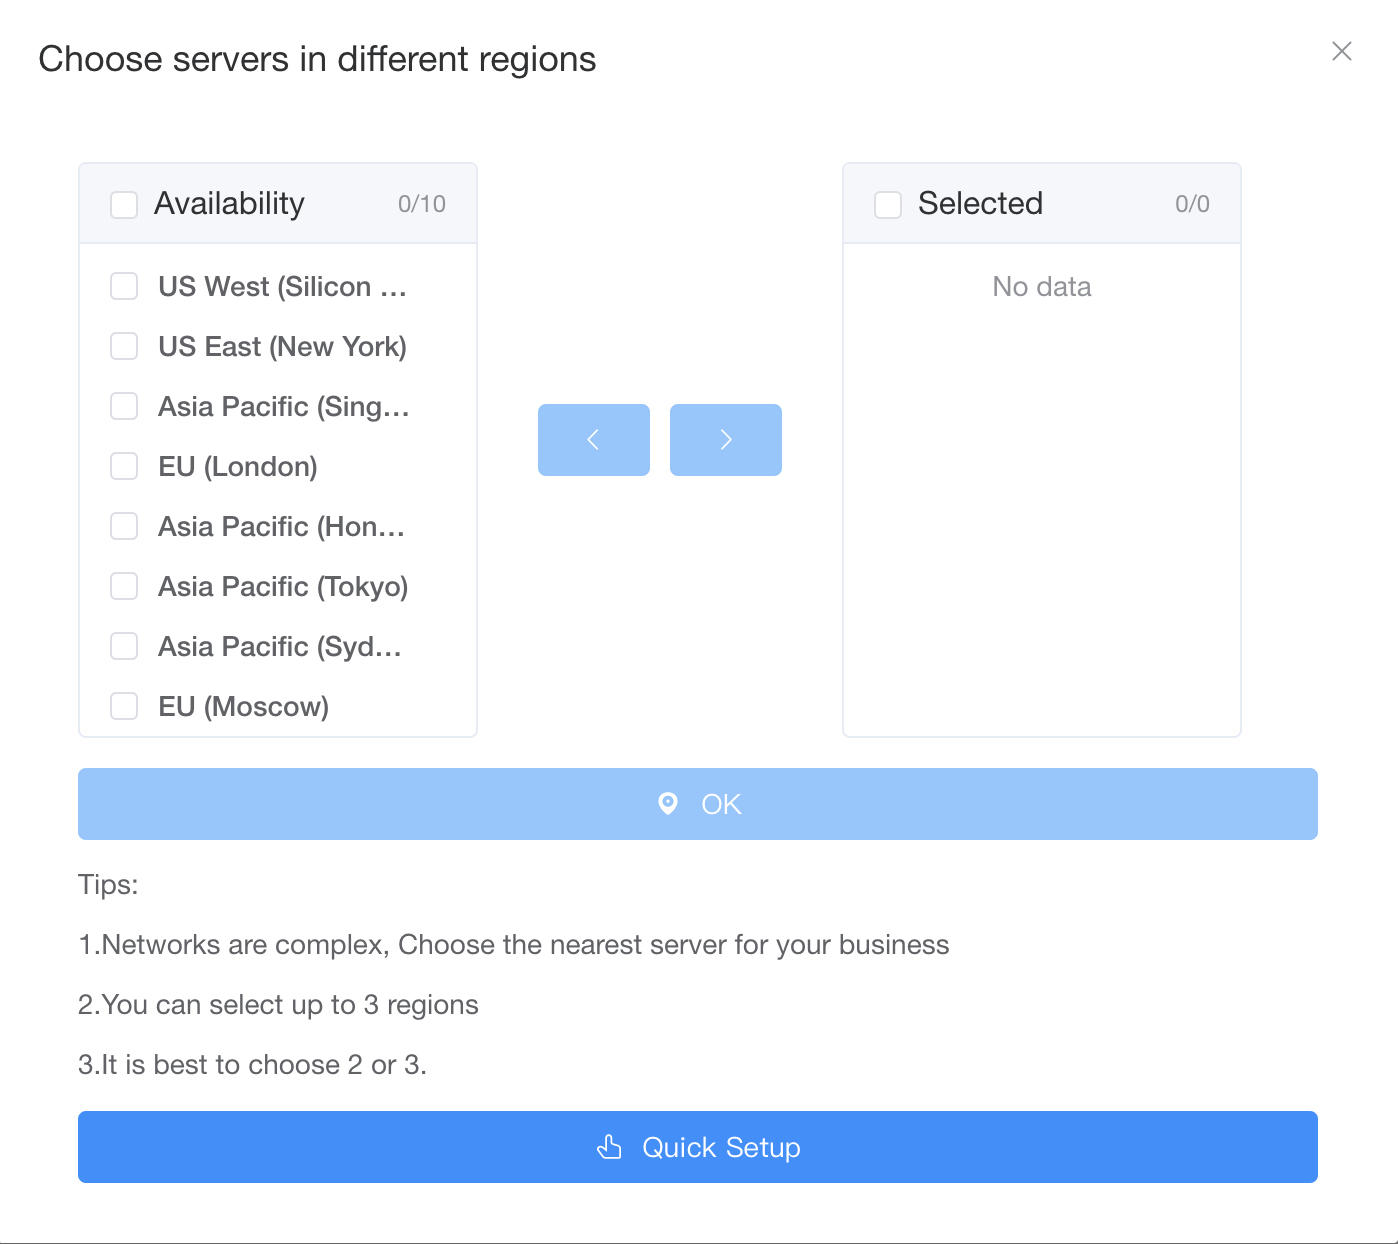 Choose servers in different regions
Availability 0/10
US West (Silicon ...
US East (New York)
Asia Pacific (Sing...
EU (London)
Asia Pacific (Hon...
Asia Pacific (Tokyo)
Asia Pacific (Syd...
EU (Moscow)
Selected 0/0
No data
OK
Tips:
1.Networks are complex, Choose the nearest server for your business
2.You can select up to 3 regions
3.It is best to choose 2 or 3.
Quick Setup